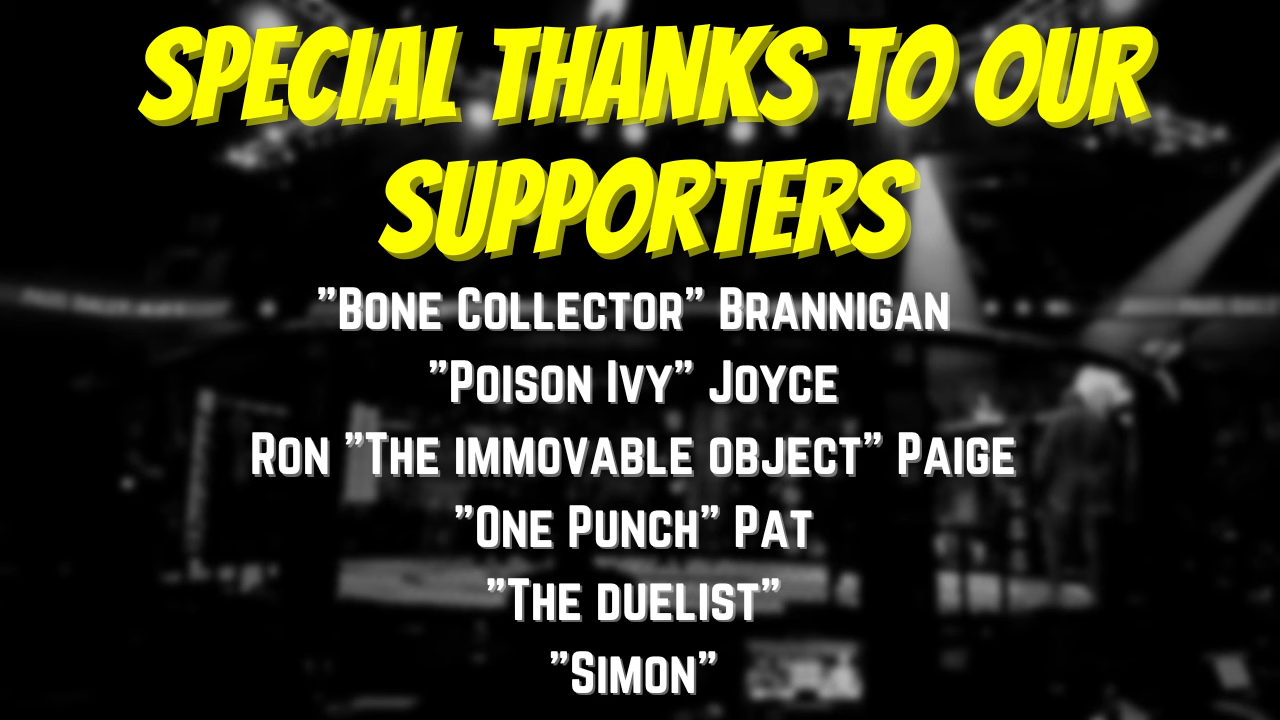 SPECIAL THANKS TO OUR
SUPPORTERS
"BONE COLLECTOR" BRANNIGAN
"POISON IVY" JOYCE
RON "THE IMMOVABLE OBJECT" PAIGE
"ONE PUNCH" PAT
"THE DUELIST"
"SIMON"